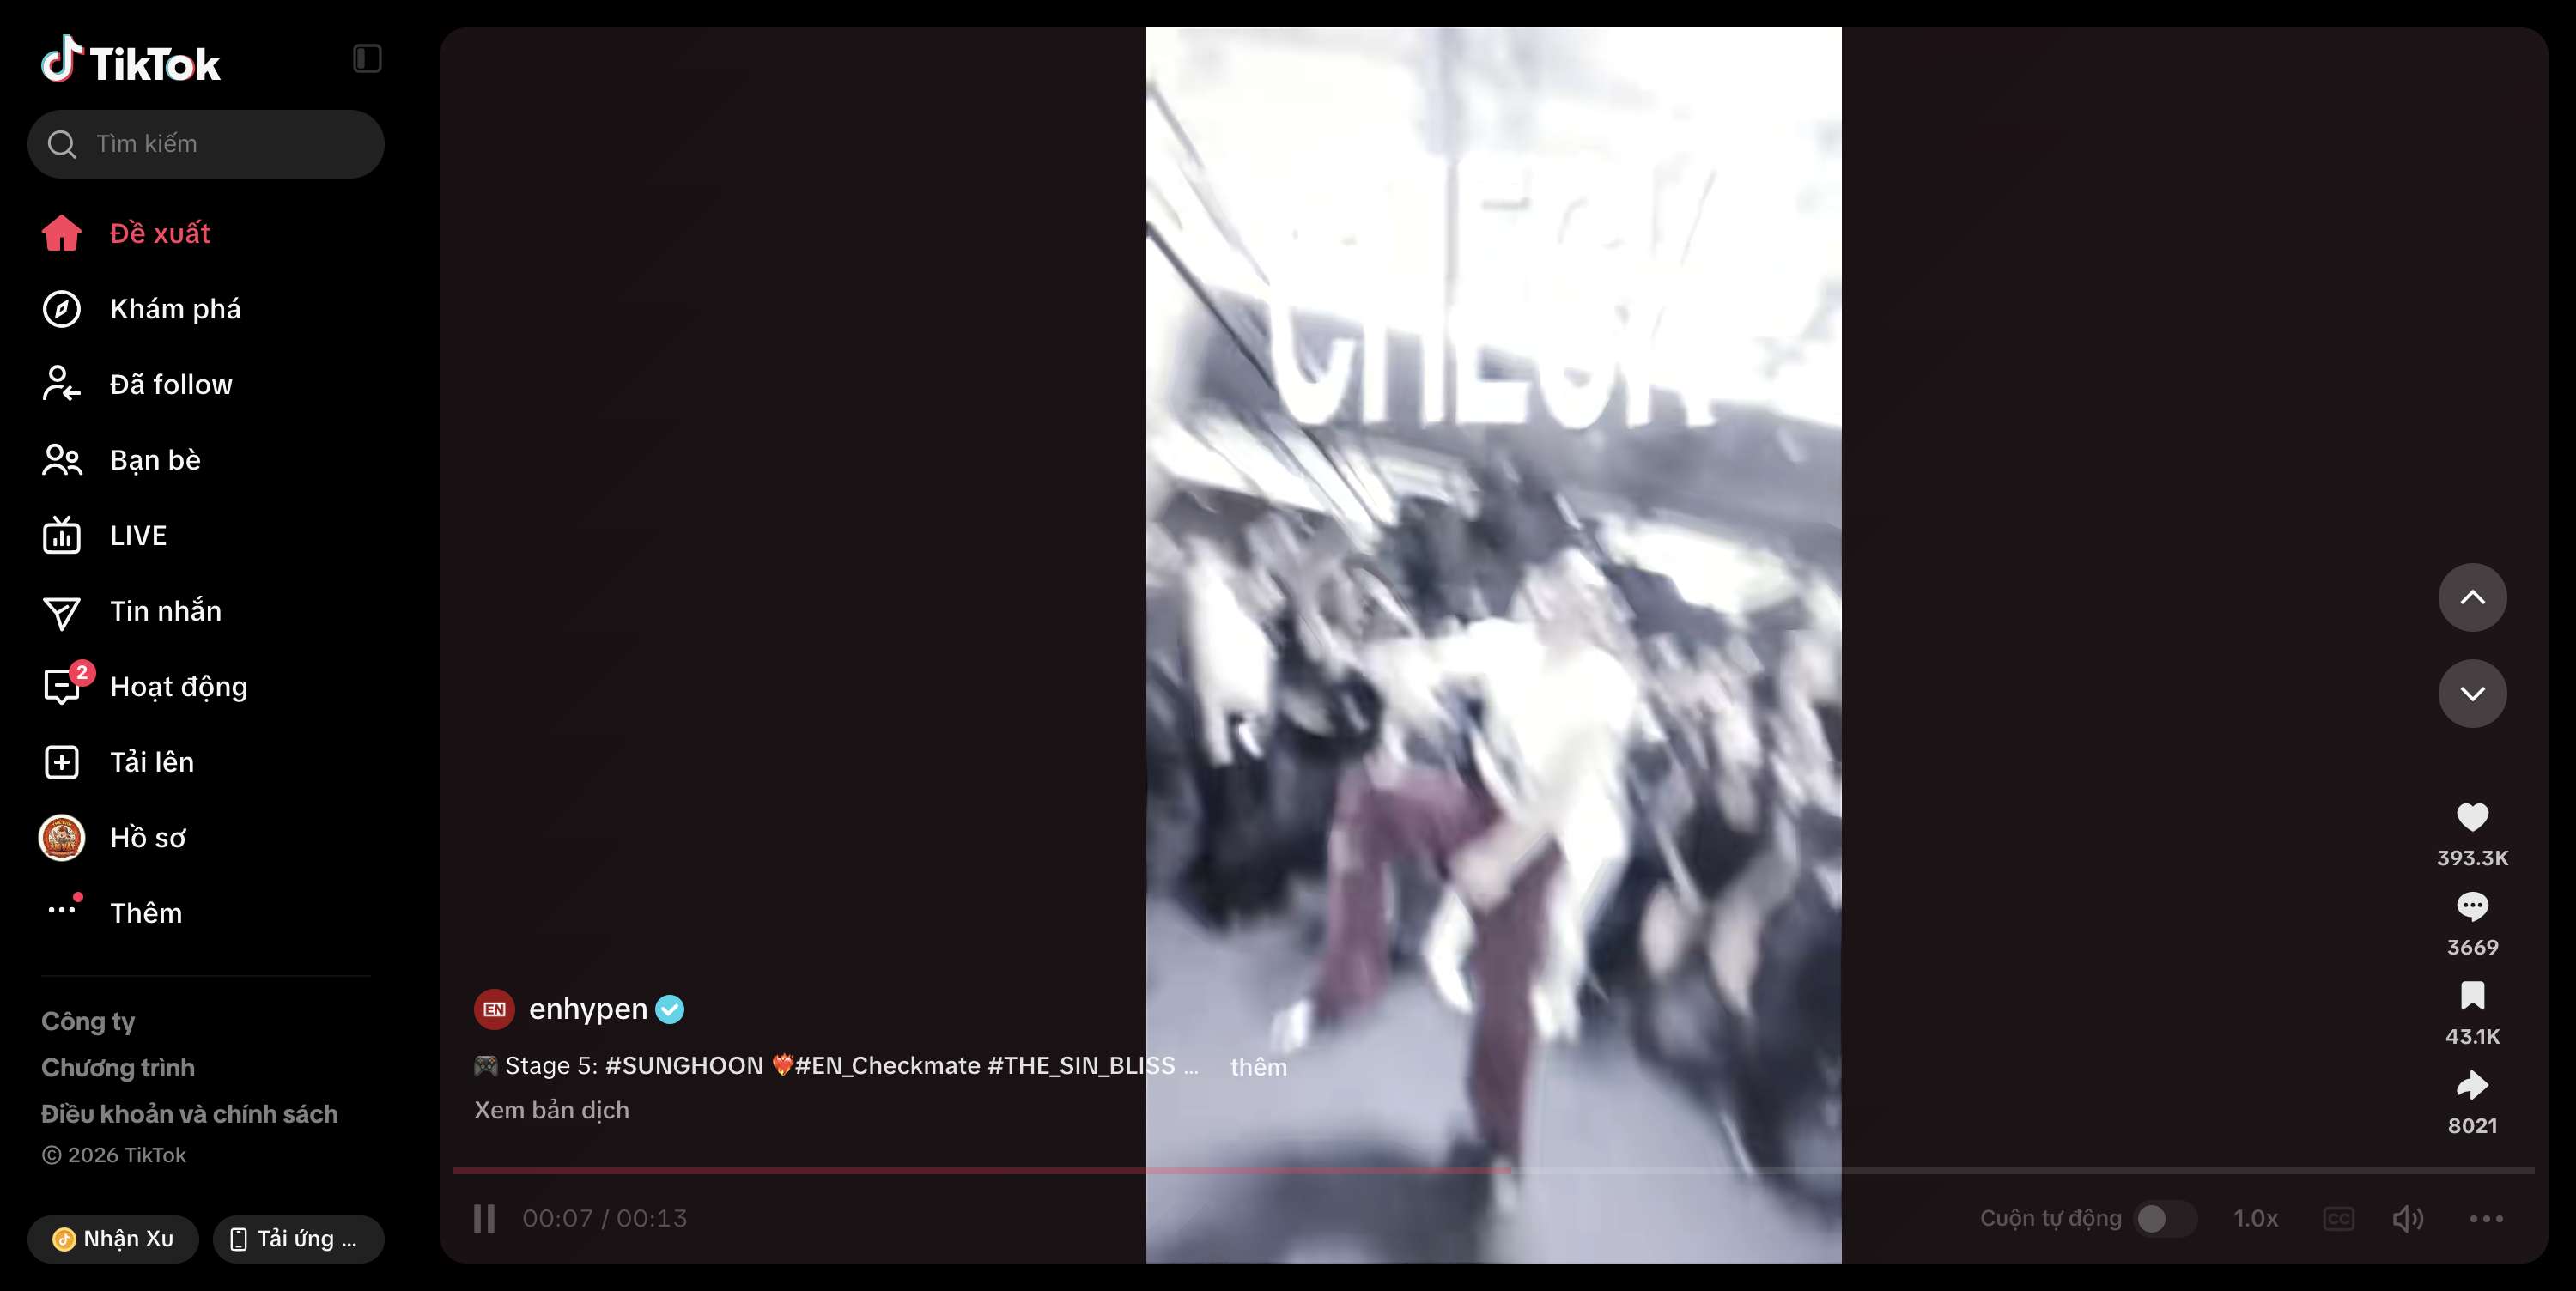 TikTok
Tìm kiếm
Đề xuất
Khám phá
Đã follow
Bạn bè
LIVE
Tin nhắn
2
Hoạt động
Tải lên
Hồ sơ
Thêm
Công ty
Chương trình
Điều khoản và chính sách
© 2026 TikTok
Nhận Xu
Tải ứng ...
CHECK
EN
enhypen
Stage 5: #SUNGHOON #EN_Checkmate #THE_SIN_BLISS ... thêm
Xem bản dịch
00:07 / 00:13
393.3K
3669
43.1K
8021
Cuộn tự động
1.0x
CC